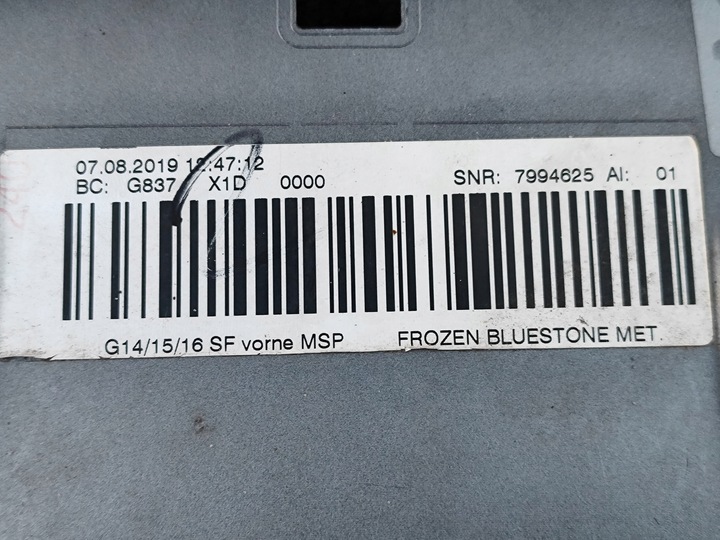 07.08.2019 12:47:12
BC: G837 X1D 0000 SNR: 7994625 AI: 01
G14/15/16 SF vorne MSP FROZEN BLUESTONE MET.